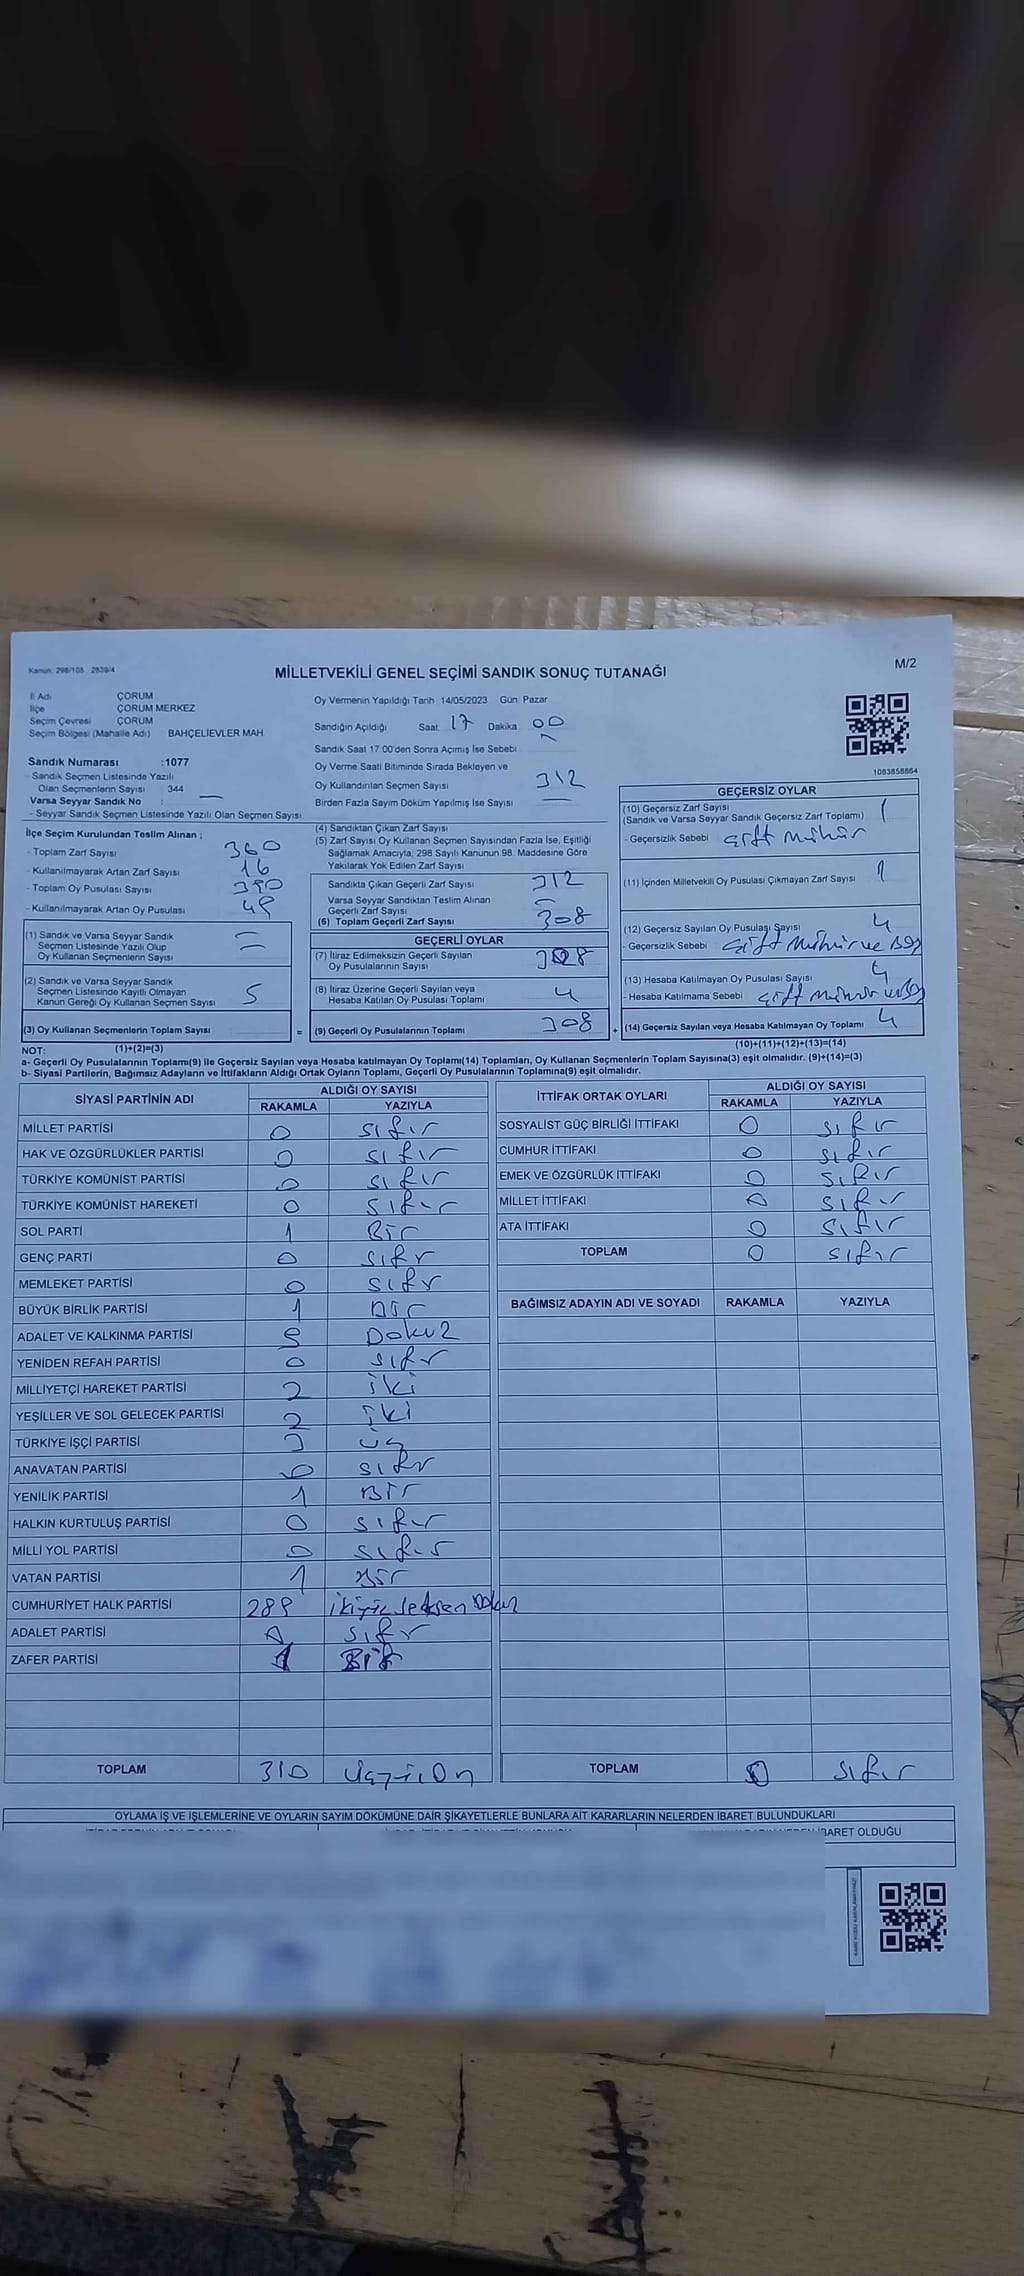 Kanun: 298/105 2839/4
MİLLETVEKİLİ GENEL SEÇİMİ SANDIK SONUÇ TUTANAĞI
M/2
İl Adı ÇORUM
İlçe ÇORUM MERKEZ
Seçim Çevresi ÇORUM
Seçim Bölgesi (Mahalle Adı) BAHÇELİEVLER MAH
Sandık Numarası :1077
- Sandık Seçmen Listesinde Yazılı
Olan Seçmenlerin Sayısı 344
Varsa Seyyar Sandık No : —
- Seyyar Sandık Seçmen Listesinde Yazılı Olan Seçmen Sayısı
Oy Vermenin Yapıldığı Tarih 14/05/2023 Gün Pazar
Sandığın Açıldığı Saat 17 Dakika 00
Sandık Saat 17 00'den Sonra Açımış İse Sebebi
Oy Verme Saati Bitiminde Sırada Bekleyen ve
Oy Kullandırılan Seçmen Sayısı 312
Birden Fazla Sayım Döküm Yapılmış İse Sayısı —
1083858864
İlçe Seçim Kurulundan Teslim Alınan ;
- Toplam Zarf Sayısı 360
- Kullanılmayarak Artan Zarf Sayısı 16
- Toplam Oy Pusulası Sayısı 390
- Kullanılmayarak Artan Oy Pusulası 49
(1) Sandık ve Varsa Seyyar Sandık
Seçmen Listesinde Yazılı Olup
Oy Kullanan Seçmenlerin Sayısı
(2) Sandık ve Varsa Seyyar Sandık
Seçmen Listesinde Kayıtlı Olmayan
Kanun Gereği Oy Kullanan Seçmen Sayısı 5
(3) Oy Kullanan Seçmenlerin Toplam Sayısı
(4) Sandıktan Çıkan Zarf Sayısı
(5) Zarf Sayısı Oy Kullanan Seçmen Sayısından Fazla İse, Eşitliği
Sağlamak Amacıyla, 298 Sayılı Kanunun 98. Maddesine Göre
Yakılarak Yok Edilen Zarf Sayısı
Sandıkta Çıkan Geçerli Zarf Sayısı 312
Varsa Seyyar Sandıktan Teslim Alınan
Geçerli Zarf Sayısı —
(6) Toplam Geçerli Zarf Sayısı 308
GEÇERLİ OYLAR
(7) İtiraz Edilmeksizin Geçerli Sayılan
Oy Pusulalarının Sayısı
(8) İtiraz Üzerine Geçerli Sayılan veya
Hesaba Katılan Oy Pusulası Toplamı 4
= (9) Geçerli Oy Pusulalarının Toplamı 308 +
GEÇERSİZ OYLAR
(10) Geçersiz Zarf Sayısı
(Sandık ve Varsa Seyyar Sandık Geçersiz Zarf Toplamı) 1
- Geçersizlik Sebebi çift mühür
(11) İçinden Milletvekili Oy Pusulası Çıkmayan Zarf Sayısı 1
(12) Geçersiz Sayılan Oy Pusulası Sayısı 4
- Geçersizlik Sebebi çift mühür ve Boş
(13) Hesaba Katılmayan Oy Pusulası Sayısı 4
- Hesaba Katılmama Sebebi çift mühür
(14) Geçersiz Sayılan veya Hesaba Katılmayan Oy Toplamı 4
NOT: (1)+(2)=(3) (10)+(11)+(12)+(13)=(14)
a- Geçerli Oy Pusulalarının Toplamı(9) ile Geçersiz Sayılan veya Hesaba katılmayan Oy Toplamı(14) Toplamları, Oy Kullanan Seçmenlerin Toplam Sayısına(3) eşit olmalıdır. (9)+(14)=(3)
b- Siyasi Partilerin, Bağımsız Adayların ve İttifakların Aldığı Ortak Oyların Toplamı, Geçerli Oy Pusulalarının Toplamına(9) eşit olmalıdır.
SİYASİ PARTİNİN ADI ALDIĞI OY SAYISI
RAKAMLA YAZIYLA
MİLLET PARTİSİ 0 sıfır
HAK VE ÖZGÜRLÜKLER PARTİSİ 0 sıfır
TÜRKİYE KOMÜNİST PARTİSİ 0 sıfır
TÜRKİYE KOMÜNİST HAREKETİ 0 sıfır
SOL PARTİ 1 Bir
GENÇ PARTİ 0 sıfır
MEMLEKET PARTİSİ 0 sıfır
BÜYÜK BİRLİK PARTİSİ 1 Bir
ADALET VE KALKINMA PARTİSİ 9 Dokuz
YENİDEN REFAH PARTİSİ 0 sıfır
MİLLİYETÇİ HAREKET PARTİSİ 2 iki
YEŞİLLER VE SOL GELECEK PARTİSİ 2 iki
TÜRKİYE İŞÇİ PARTİSİ 3 üç
ANAVATAN PARTİSİ 0 sıfır
YENİLİK PARTİSİ 1 Bir
HALKIN KURTULUŞ PARTİSİ 0 sıfır
MİLLİ YOL PARTİSİ 0 sıfır
VATAN PARTİSİ 1 Bir
CUMHURİYET HALK PARTİSİ 289 ikiyüzseksen Dokuz
ADALET PARTİSİ 0 sıfır
ZAFER PARTİSİ 1 Bir
TOPLAM 310 üçyüzon
İTTİFAK ORTAK OYLARI ALDIĞI OY SAYISI
RAKAMLA YAZIYLA
SOSYALİST GÜÇ BİRLİĞİ İTTİFAKI 0 sıfır
CUMHUR İTTİFAKI 0 sıfır
EMEK VE ÖZGÜRLÜK İTTİFAKI 0 sıfır
MİLLET İTTİFAKI 0 sıfır
ATA İTTİFAKI 0 sıfır
TOPLAM 0 sıfır
BAĞIMSIZ ADAYIN ADI VE SOYADI RAKAMLA YAZIYLA
TOPLAM 0 sıfır
OYLAMA İŞ VE İŞLEMLERİNE VE OYLARIN SAYIM DÖKÜMÜNE DAİR ŞİKAYETLERLE BUNLARA AİT KARARLARIN NELERDEN İBARET BULUNDUKLARI
İBARET OLDUĞU